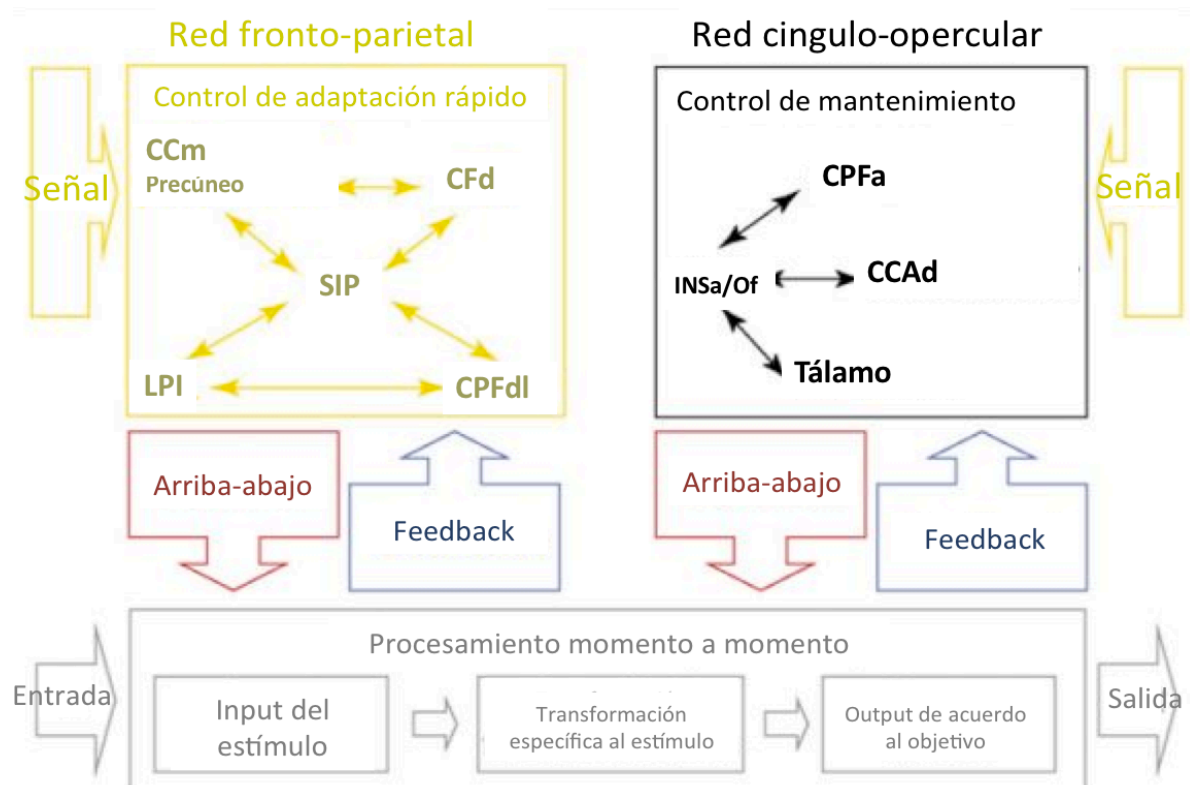 Red fronto-parietal
Red cingulo-opercular
Señal
Control de adaptación rápido
CCm
Precúneo
CFd
SIP
LPI
CPFdl
Control de mantenimiento
CPFa
INSa/Of
CCAd
Tálamo
Señal
Arriba-abajo
Feedback
Arriba-abajo
Feedback
Procesamiento momento a momento
Entrada
Input del
estímulo
Transformación
específica al estímulo
Output de acuerdo
al objetivo
Salida